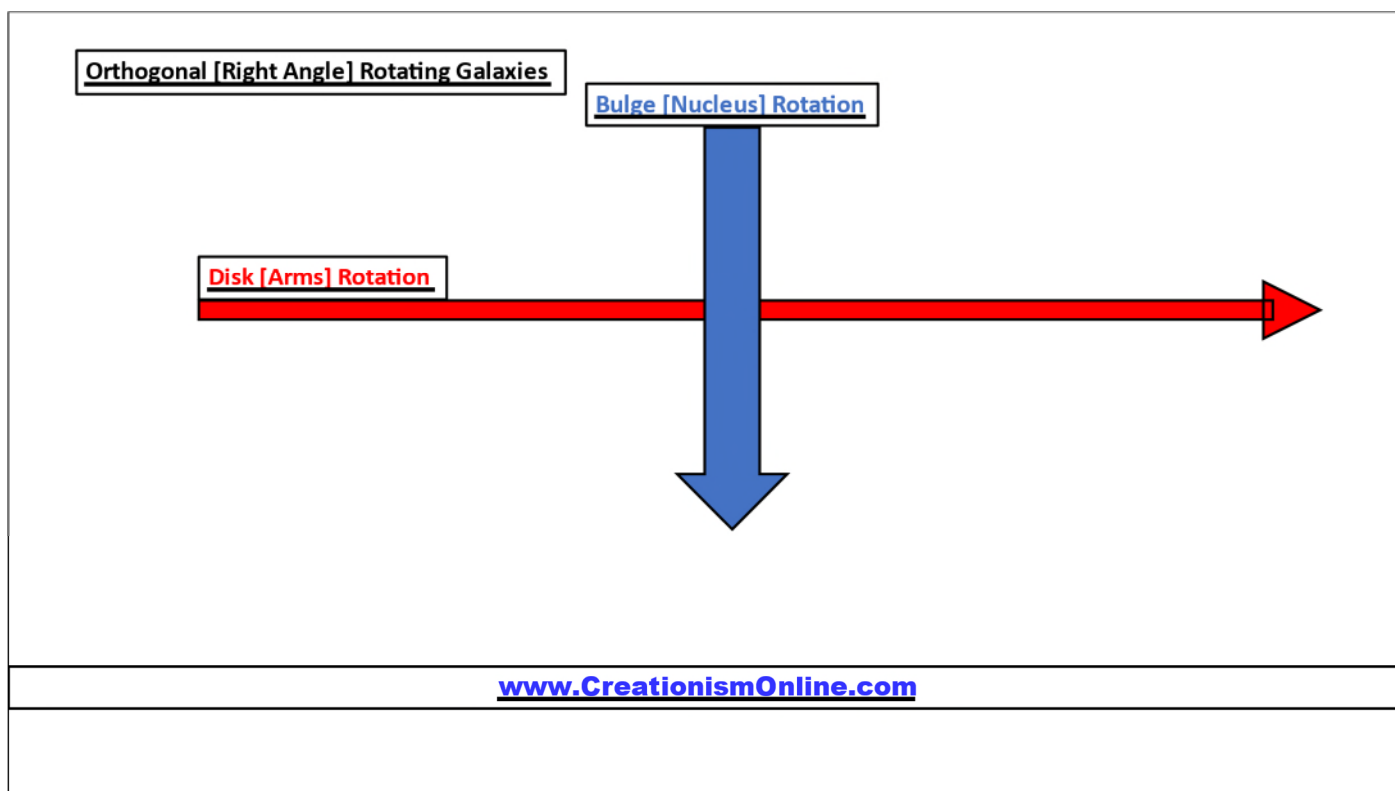 Orthogonal [Right Angle] Rotating Galaxies
Bulge [Nucleus] Rotation
Disk [Arms] Rotation
www.CreationismOnline.com